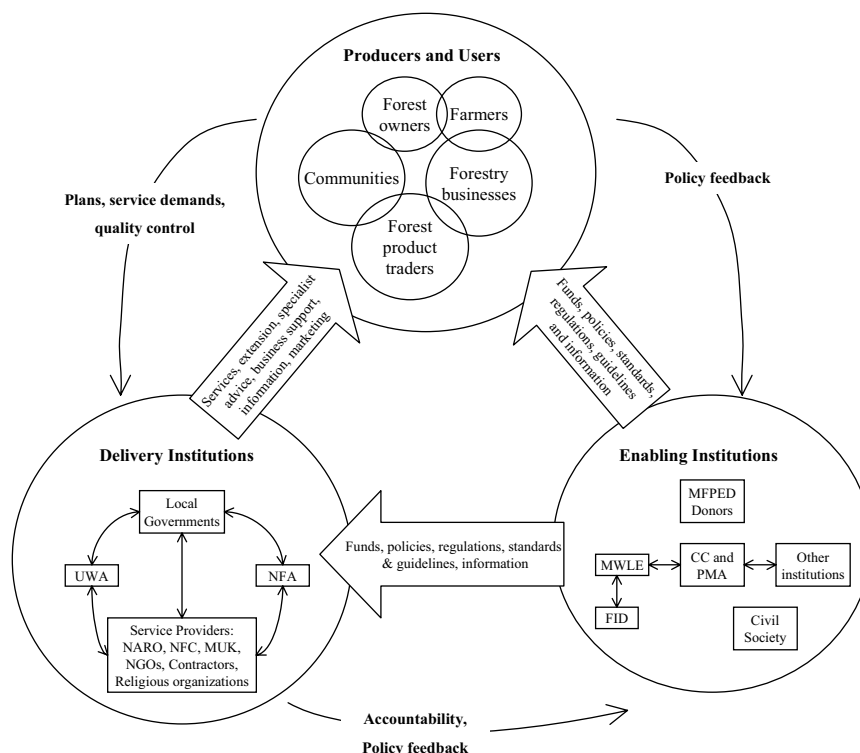 Producers and Users
Forest
owners
Farmers
Communities
Forestry
businesses
Forest
product
traders
Plans, service demands,
quality control
Policy feedback
Services, extension, specialist
advice, business support,
information, marketing
Funds, policies, standards,
regulations, guidelines
and information
Delivery Institutions
Local
Governments
UWA
NFA
Service Providers:
NARO, NFC, MUK,
NGOs, Contractors,
Religious organizations
Funds, policies, regulations, standards
& guidelines, information
Enabling Institutions
MFPED
Donors
MWLE
CC and
PMA
Other
institutions
FID
Civil
Society
Accountability,
Policy feedback